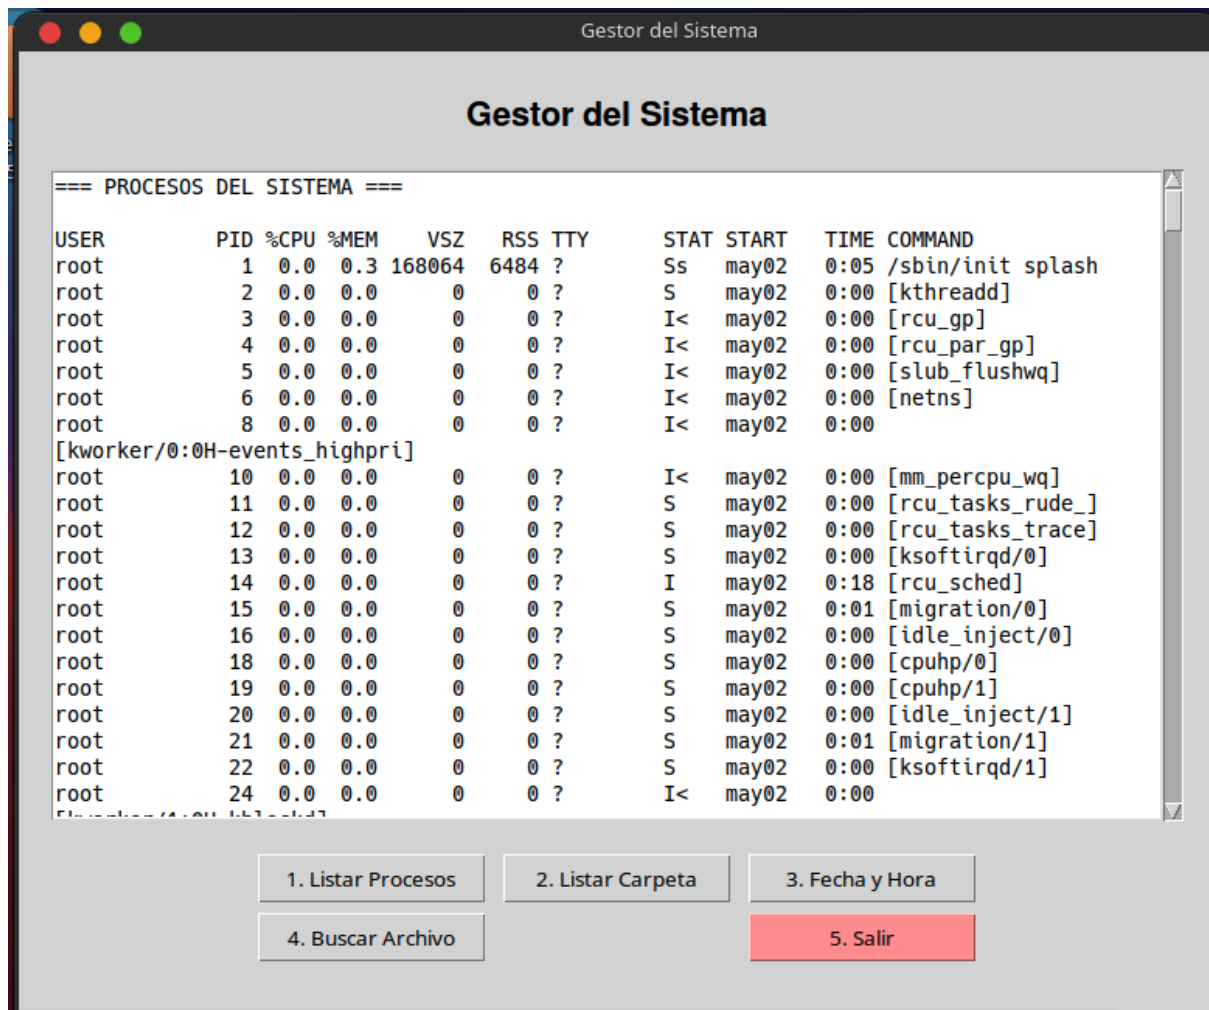 Gestor del Sistema
Gestor del Sistema
=== PROCESOS DEL SISTEMA ===
USER         PID %CPU %MEM    VSZ   RSS TTY      STAT START   TIME COMMAND
root           1  0.0  0.3 168064  6484 ?        Ss   may02   0:05 /sbin/init splash
root           2  0.0  0.0      0     0 ?        S    may02   0:00 [kthreadd]
root           3  0.0  0.0      0     0 ?        I<   may02   0:00 [rcu_gp]
root           4  0.0  0.0      0     0 ?        I<   may02   0:00 [rcu_par_gp]
root           5  0.0  0.0      0     0 ?        I<   may02   0:00 [slub_flushwq]
root           6  0.0  0.0      0     0 ?        I<   may02   0:00 [netns]
root           8  0.0  0.0      0     0 ?        I<   may02   0:00
[kworker/0:0H-events_highpri]
root          10  0.0  0.0      0     0 ?        I<   may02   0:00 [mm_percpu_wq]
root          11  0.0  0.0      0     0 ?        S    may02   0:00 [rcu_tasks_rude_]
root          12  0.0  0.0      0     0 ?        S    may02   0:00 [rcu_tasks_trace]
root          13  0.0  0.0      0     0 ?        S    may02   0:00 [ksoftirqd/0]
root          14  0.0  0.0      0     0 ?        I    may02   0:18 [rcu_sched]
root          15  0.0  0.0      0     0 ?        S    may02   0:01 [migration/0]
root          16  0.0  0.0      0     0 ?        S    may02   0:00 [idle_inject/0]
root          18  0.0  0.0      0     0 ?        S    may02   0:00 [cpuhp/0]
root          19  0.0  0.0      0     0 ?        S    may02   0:00 [cpuhp/1]
root          20  0.0  0.0      0     0 ?        S    may02   0:00 [idle_inject/1]
root          21  0.0  0.0      0     0 ?        S    may02   0:01 [migration/1]
root          22  0.0  0.0      0     0 ?        S    may02   0:00 [ksoftirqd/1]
root          24  0.0  0.0      0     0 ?        I<   may02   0:00
1. Listar Procesos
2. Listar Carpeta
3. Fecha y Hora
4. Buscar Archivo
5. Salir